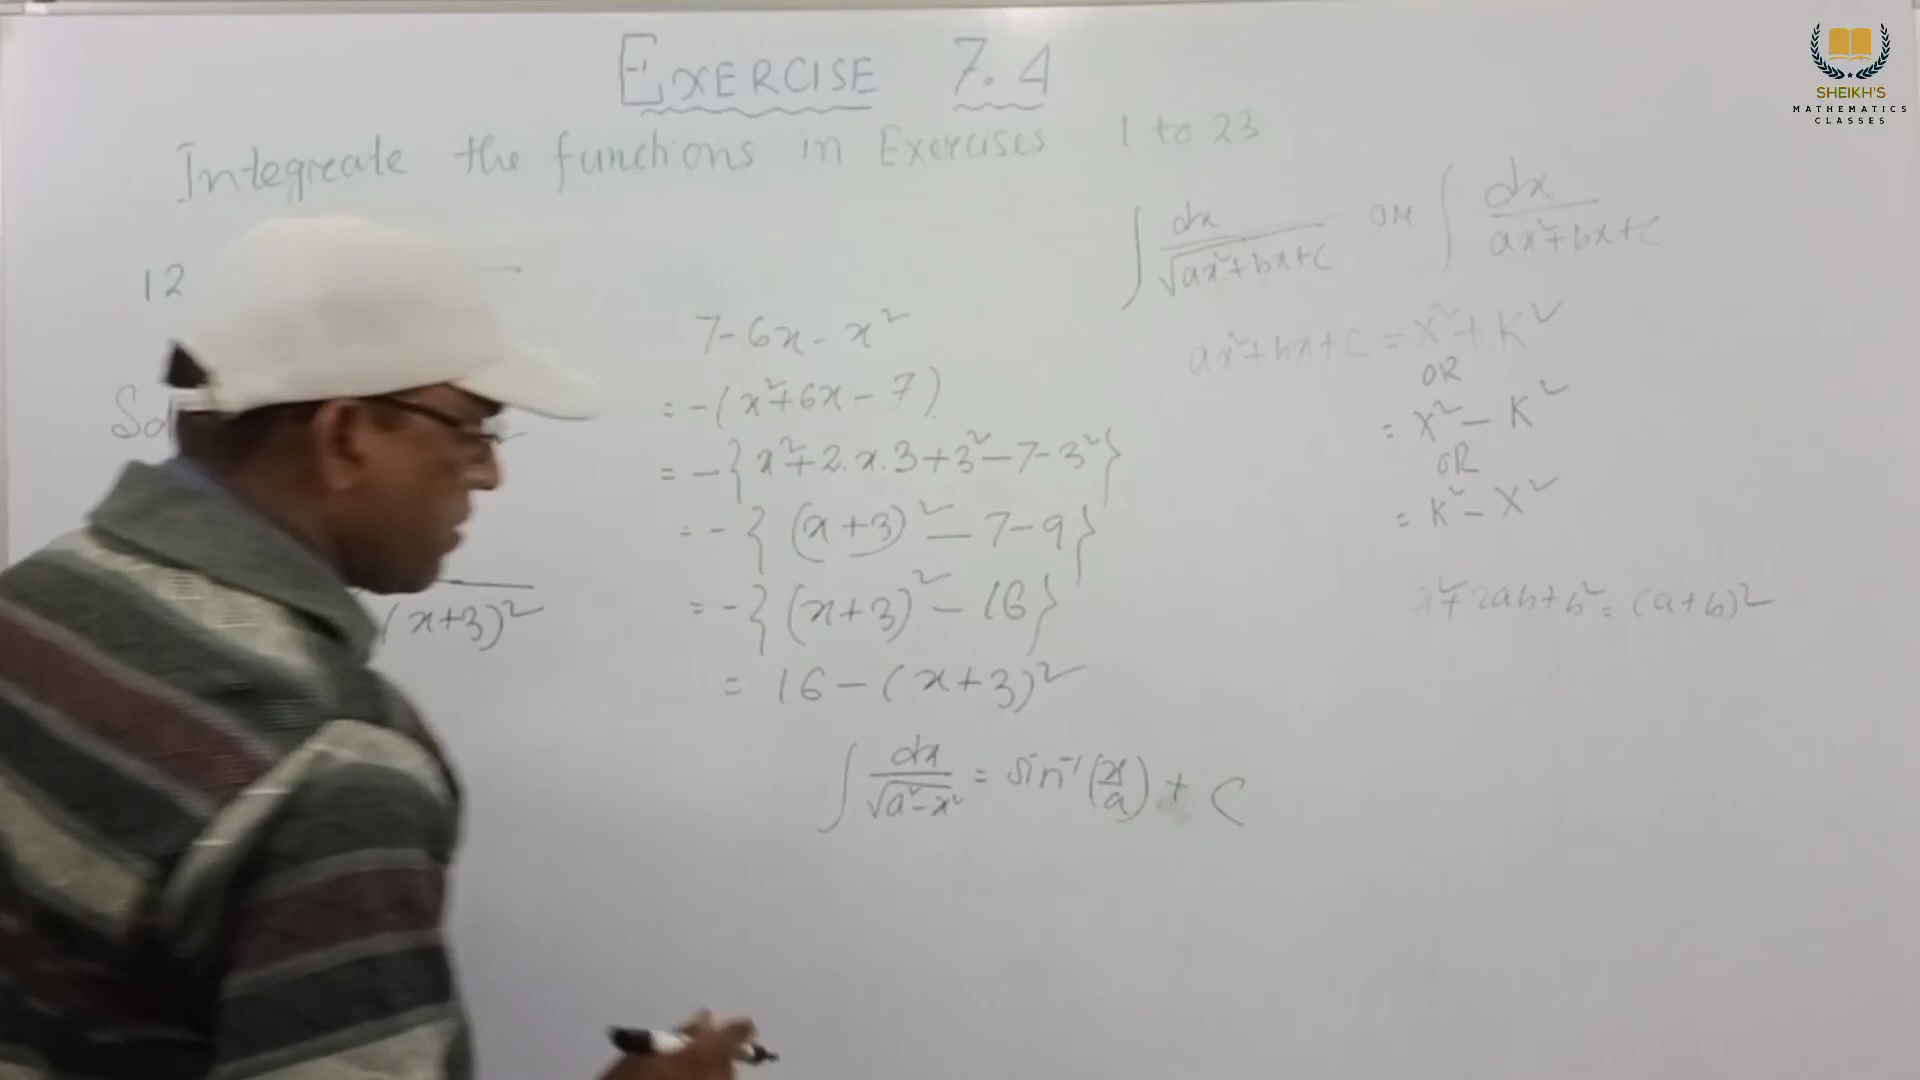 EXERCISE 7.4
Integreate the functions in Exercises 1 to 23
∫ dx/√(ax²+bx+c) OR ∫ dx/(ax²+bx+c)
12
7-6x-x²
ax²+bx+c = X²+K²
OR
= -(x²+6x-7)
= X²-K²
= -{x²+2.x.3+3²-7-3²}
OR
= K²-X²
= -{(x+3)²-7-9}
= -{(x+3)²-16}
²+2ab+b² = (a+b)²
(x+3)²
= 16-(x+3)²
∫ dx/√(a²-x²) = sin⁻¹(x/a) + C
SHEIKH'S
MATHEMATICS
CLASSES